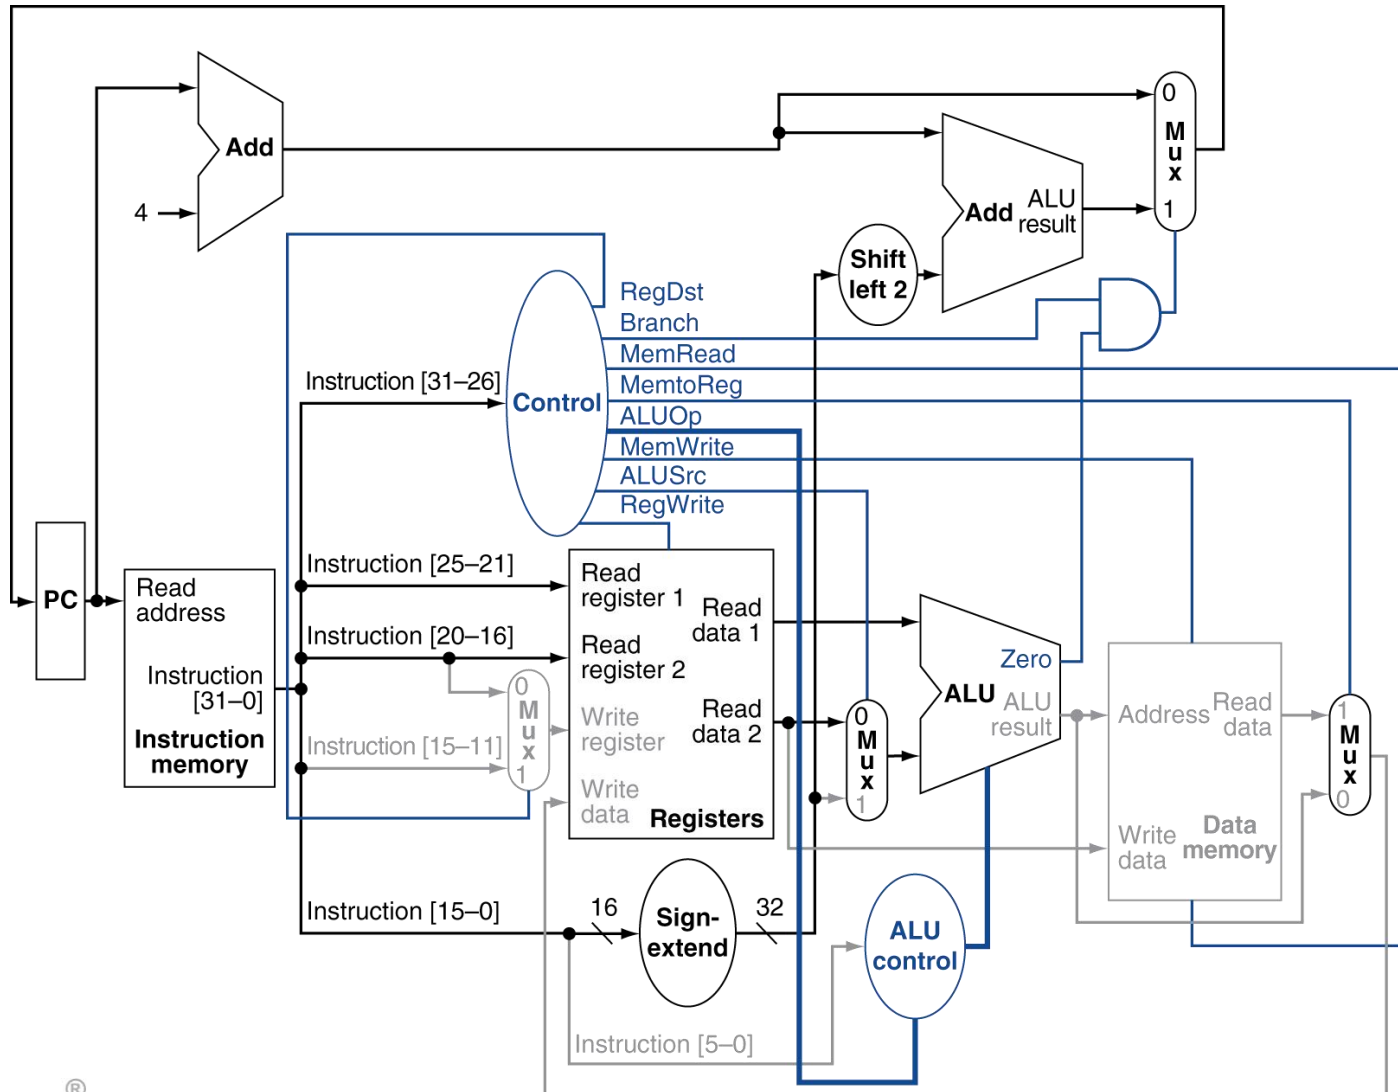 0
M
u
x
1
Add
4
Add
ALU
result
Shift
left 2
RegDst
Branch
MemRead
MemtoReg
ALUOp
MemWrite
ALUSrc
RegWrite
Instruction [31–26]
Control
PC
Read
address
Instruction
[31–0]
Instruction
memory
Instruction [25–21]
Instruction [20–16]
Instruction [15–11]
0
M
u
x
1
Read
register 1
Read
register 2
Write
register
Write
data
Read
data 1
Read
data 2
Registers
0
M
u
x
1
Zero
ALU
ALU
result
Address
Read
data
Write
data
Data
memory
1
M
u
x
0
Instruction [15–0]
16
Sign-
extend
32
ALU
control
Instruction [5–0]
®